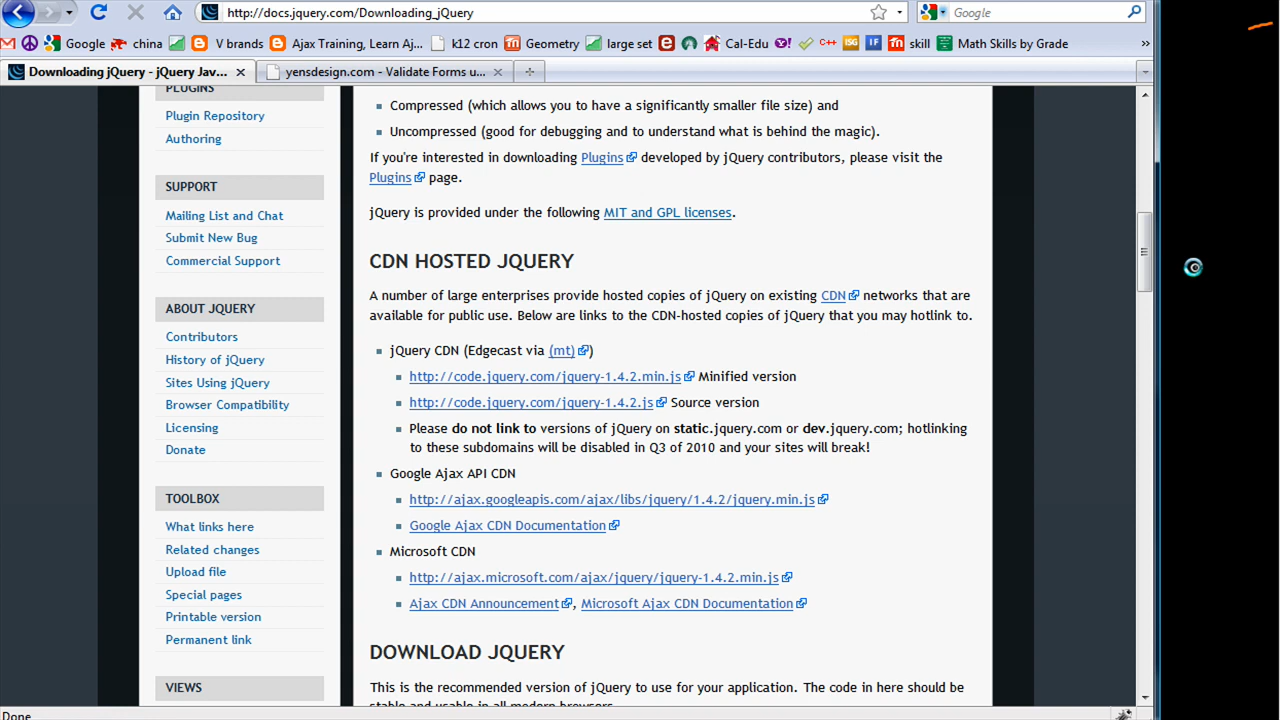 http://docs.jquery.com/Downloading_jQuery
Google
Google
china
V brands
Ajax Training, Learn Aj...
k12 cron
Geometry
large set
Cal-Edu
C++
skill
Math Skills by Grade
»
Downloading jQuery - jQuery Jav...
yensdesign.com - Validate Forms u...
PLUGINS
Plugin Repository
Authoring
SUPPORT
Mailing List and Chat
Submit New Bug
Commercial Support
ABOUT JQUERY
Contributors
History of jQuery
Sites Using jQuery
Browser Compatibility
Licensing
Donate
TOOLBOX
What links here
Related changes
Upload file
Special pages
Printable version
Permanent link
VIEWS
Compressed (which allows you to have a significantly smaller file size) and
Uncompressed (good for debugging and to understand what is behind the magic).
If you're interested in downloading Plugins developed by jQuery contributors, please visit the
Plugins page.
jQuery is provided under the following MIT and GPL licenses.
CDN HOSTED JQUERY
A number of large enterprises provide hosted copies of jQuery on existing CDN networks that are
available for public use. Below are links to the CDN-hosted copies of jQuery that you may hotlink to.
jQuery CDN (Edgecast via (mt))
http://code.jquery.com/jquery-1.4.2.min.js Minified version
http://code.jquery.com/jquery-1.4.2.js Source version
Please do not link to versions of jQuery on static.jquery.com or dev.jquery.com; hotlinking
to these subdomains will be disabled in Q3 of 2010 and your sites will break!
Google Ajax API CDN
http://ajax.googleapis.com/ajax/libs/jquery/1.4.2/jquery.min.js
Google Ajax CDN Documentation
Microsoft CDN
http://ajax.microsoft.com/ajax/jquery/jquery-1.4.2.min.js
Ajax CDN Announcement, Microsoft Ajax CDN Documentation
DOWNLOAD JQUERY
This is the recommended version of jQuery to use for your application. The code in here should be
stable and usable in all modern browsers.
Done